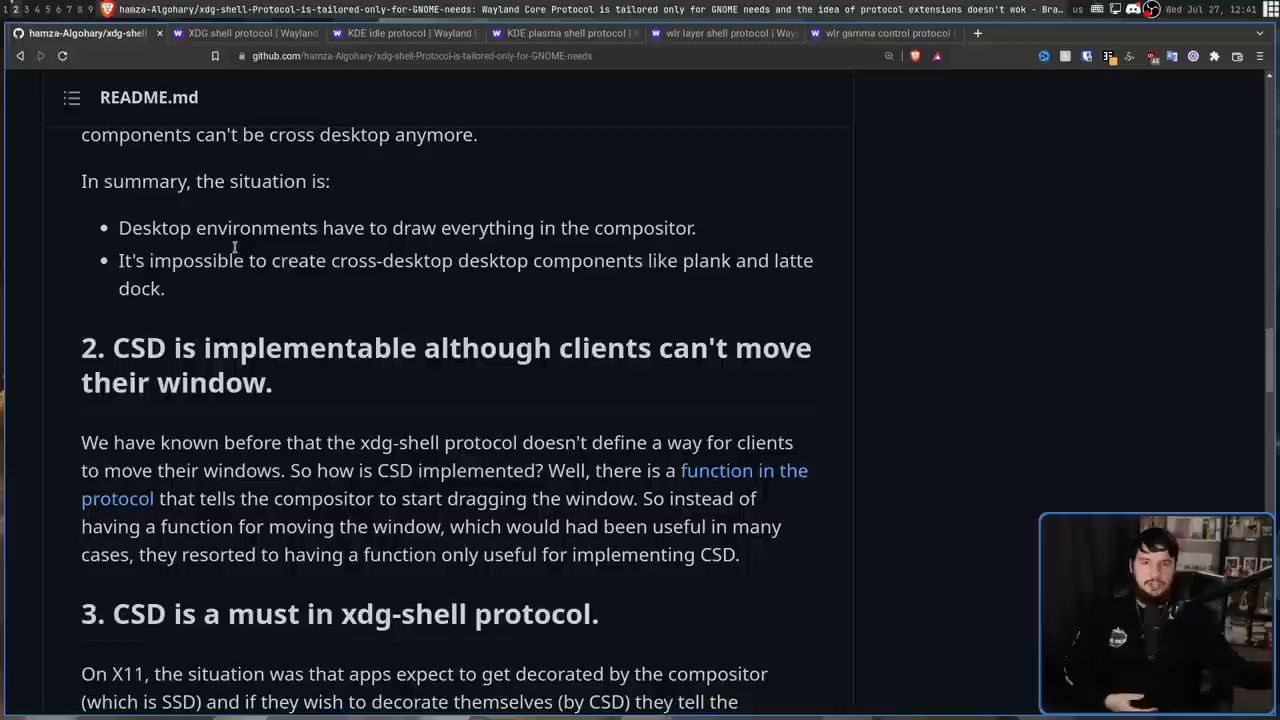 1 2 3 4 5 6 7 8 9
hamza-Algohary/xdg-shell-Protocol-is-tailored-only-for-GNOME-needs: Wayland Core Protocol is tailored only for GNOME needs and the idea of protocol extensions doesn't wok - Bra…
us
Wed Jul 27, 12:41
hamza-Algohary/xdg-shell
XDG shell protocol | Wayland
KDE idle protocol | Wayland E
KDE plasma shell protocol |
wlr layer shell protocol | Way
wlr gamma control protocol
github.com/hamza-Algohary/xdg-shell-Protocol-is-tailored-only-for-GNOME-needs
README.md
components can't be cross desktop anymore.
In summary, the situation is:
• Desktop environments have to draw everything in the compositor.
• It's impossible to create cross-desktop desktop components like plank and latte
dock.
2. CSD is implementable although clients can't move
their window.
We have known before that the xdg-shell protocol doesn't define a way for clients
to move their windows. So how is CSD implemented? Well, there is a function in the
protocol that tells the compositor to start dragging the window. So instead of
having a function for moving the window, which would had been useful in many
cases, they resorted to having a function only useful for implementing CSD.
3. CSD is a must in xdg-shell protocol.
On X11, the situation was that apps expect to get decorated by the compositor
(which is SSD) and if they wish to decorate themselves (by CSD) they tell the